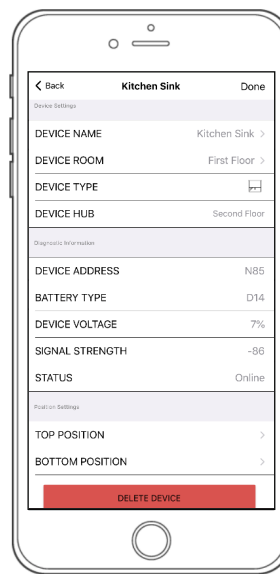 Back Kitchen Sink Done
Device Settings
DEVICE NAME Kitchen Sink >
DEVICE ROOM First Floor >
DEVICE TYPE
DEVICE HUB Second Floor
Diagnostic Information
DEVICE ADDRESS N85
BATTERY TYPE D14
DEVICE VOLTAGE 7%
SIGNAL STRENGTH -86
STATUS Online
Position Settings
TOP POSITION >
BOTTOM POSITION >
DELETE DEVICE